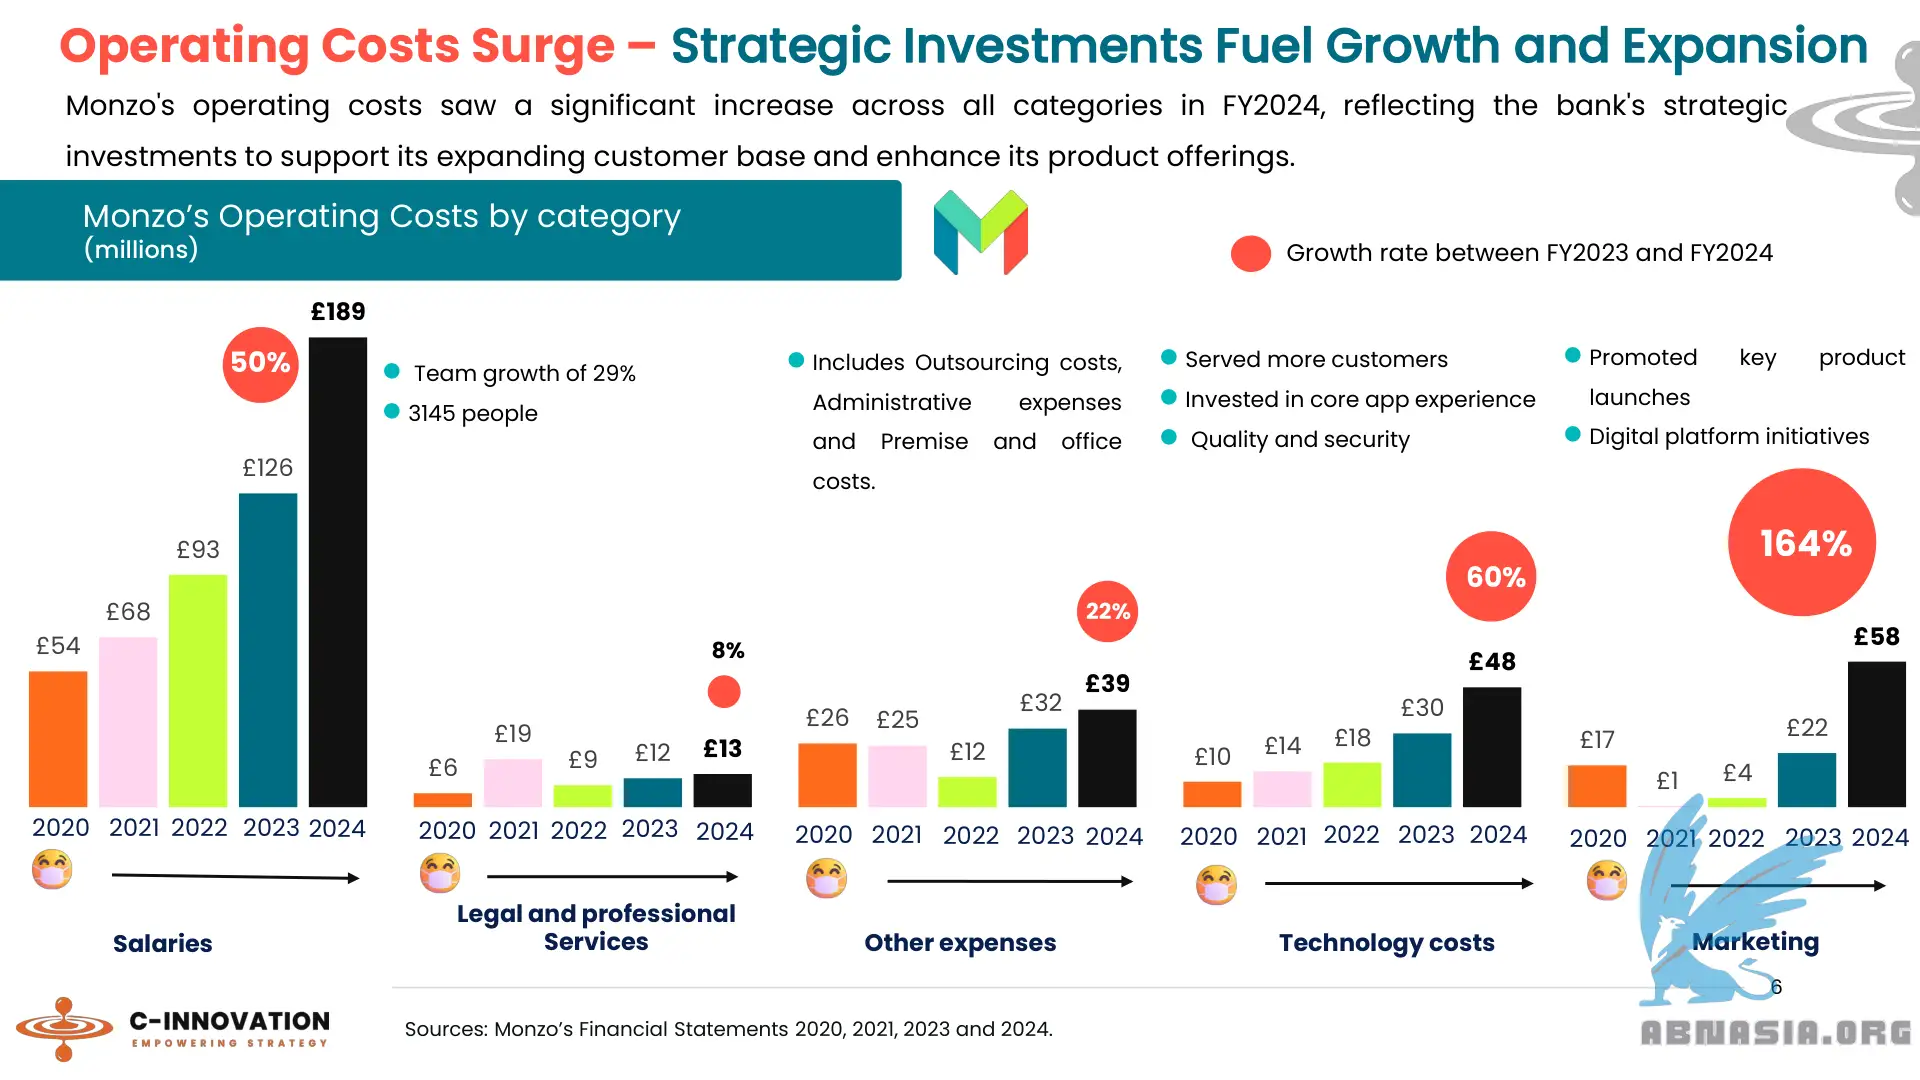 Operating Costs Surge – Strategic Investments Fuel Growth and Expansion
Monzo's operating costs saw a significant increase across all categories in FY2024, reflecting the bank's strategic
investments to support its expanding customer base and enhance its product offerings.
Monzo’s Operating Costs by category
(millions)
Growth rate between FY2023 and FY2024
£189
50%
£126
£93
£68
£54
2020 2021 2022 2023 2024
Salaries
Team growth of 29%
3145 people
8%
£6
£19
£9
£12
£13
2020 2021 2022 2023 2024
Legal and professional
Services
Includes Outsourcing costs,
Administrative expenses
and Premise and office
costs.
22%
£26
£25
£12
£32
£39
2020 2021 2022 2023 2024
Other expenses
Served more customers
Invested in core app experience
Quality and security
60%
£10
£14
£18
£30
£48
2020 2021 2022 2023 2024
Technology costs
Promoted key product
launches
Digital platform initiatives
164%
£17
£1
£4
£22
£58
2020 2021 2022 2023 2024
Marketing
6
C-INNOVATION
EMPOWERING STRATEGY
Sources: Monzo’s Financial Statements 2020, 2021, 2023 and 2024.
ABNASIA.ORG